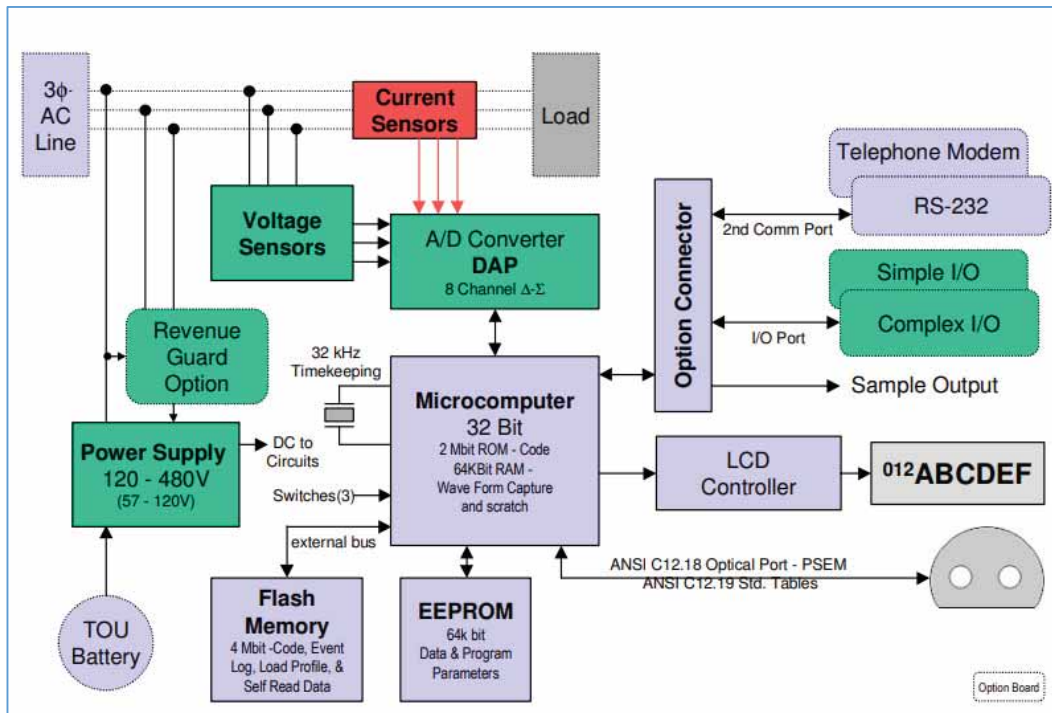 3ϕ-
AC
Line
Current
Sensors
Load
Voltage
Sensors
A/D Converter
DAP
8 Channel Δ-Σ
Option Connector
Telephone Modem
RS-232
2nd Comm Port
Simple I/O
Complex I/O
I/O Port
Sample Output
Revenue
Guard
Option
32 kHz
Timekeeping
Microcomputer
32 Bit
2 Mbit ROM - Code
64KBit RAM -
Wave Form Capture
and scratch
Power Supply
120 - 480V
(57 - 120V)
DC to
Circuits
Switches(3)
external bus
LCD
Controller
012ABCDEF
ANSI C12.18 Optical Port - PSEM
ANSI C12.19 Std. Tables
TOU
Battery
Flash
Memory
4 Mbit -Code, Event
Log, Load Profile, &
Self Read Data
EEPROM
64k bit
Data & Program
Parameters
Option Board